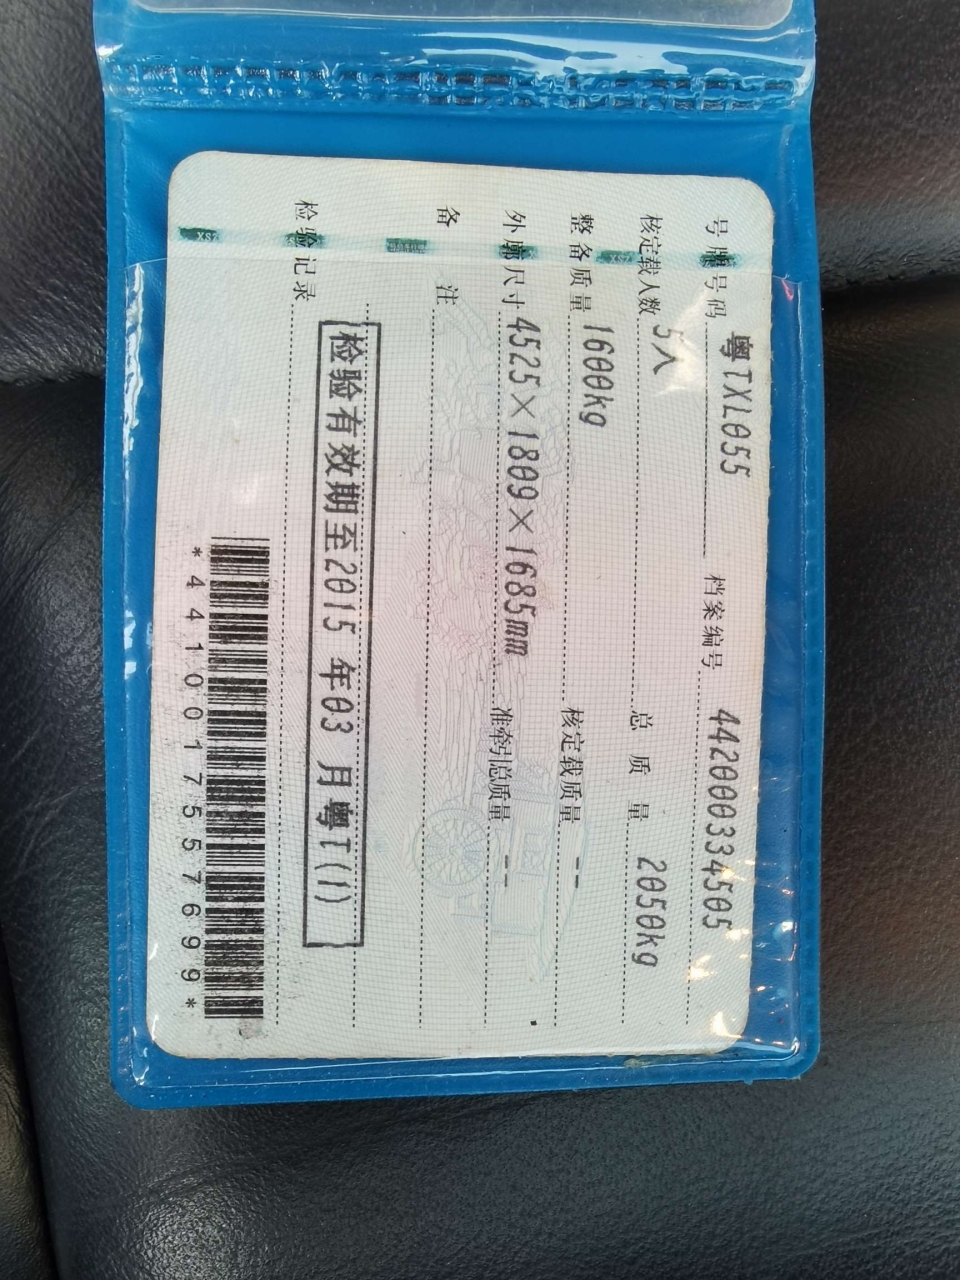 号牌号码 粤TXL055 档案编号 442000334505
核定载人数 5人 总质量 2050kg
整备质量 1600kg 核定载质量 --
外廓尺寸 4525×1809×1685mm 准牵引总质量 --
备注
检验有效期至2015年03月粤T(1)
检验记录
*4410017557699*